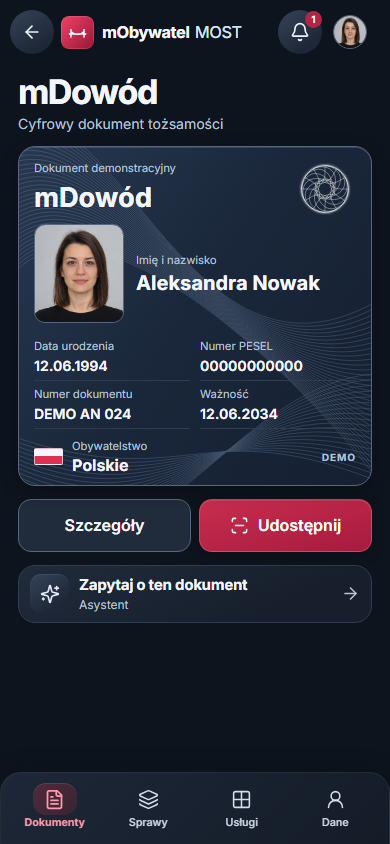 mObywatel MOST
1
mDowód
Cyfrowy dokument tożsamości
Dokument demonstracyjny
mDowód
Imię i nazwisko
Aleksandra Nowak
Data urodzenia
12.06.1994
Numer PESEL
00000000000
Numer dokumentu
DEMO AN 024
Ważność
12.06.2034
Obywatelstwo
Polskie
DEMO
Szczegóły
Udostępnij
Zapytaj o ten dokument
Asystent
Dokumenty
Sprawy
Usługi
Dane